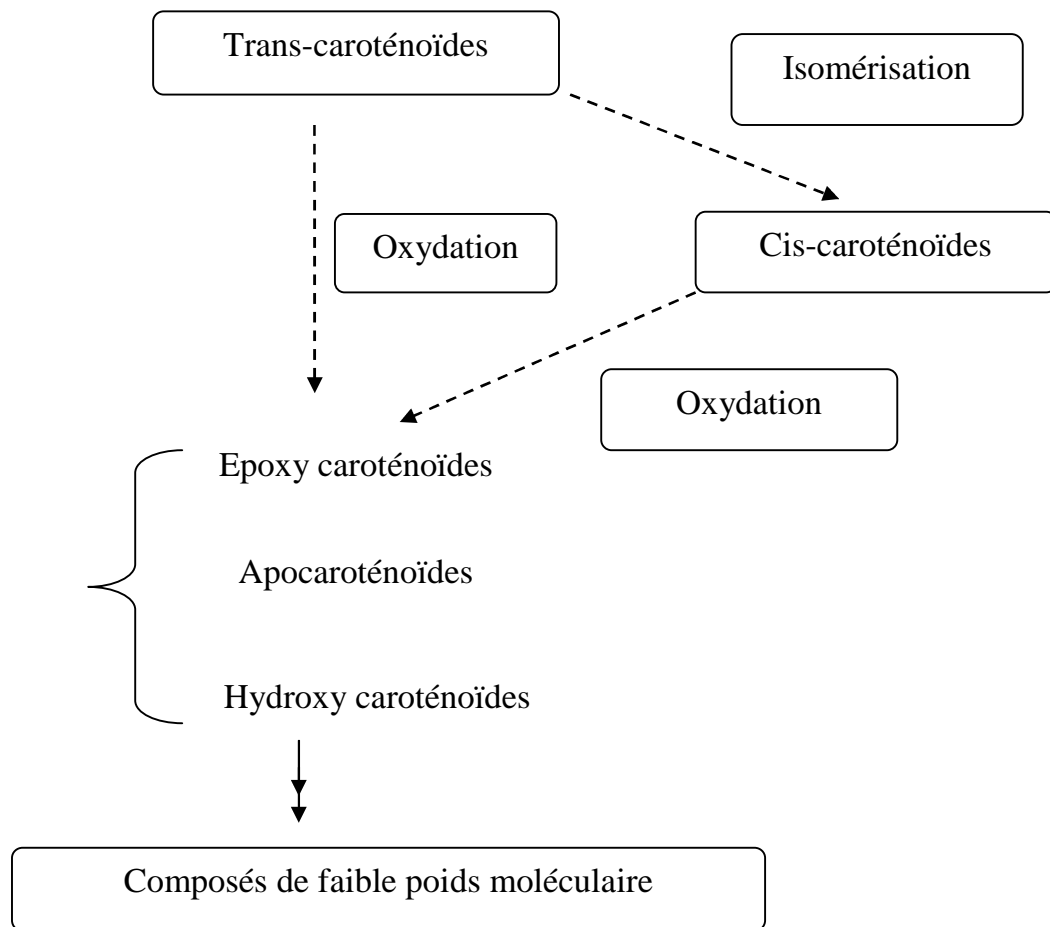 Trans-caroténoïdes
Isomérisation
Oxydation
Cis-caroténoïdes
Oxydation
Epoxy caroténoïdes
Apocaroténoïdes
Hydroxy caroténoïdes
Composés de faible poids moléculaire